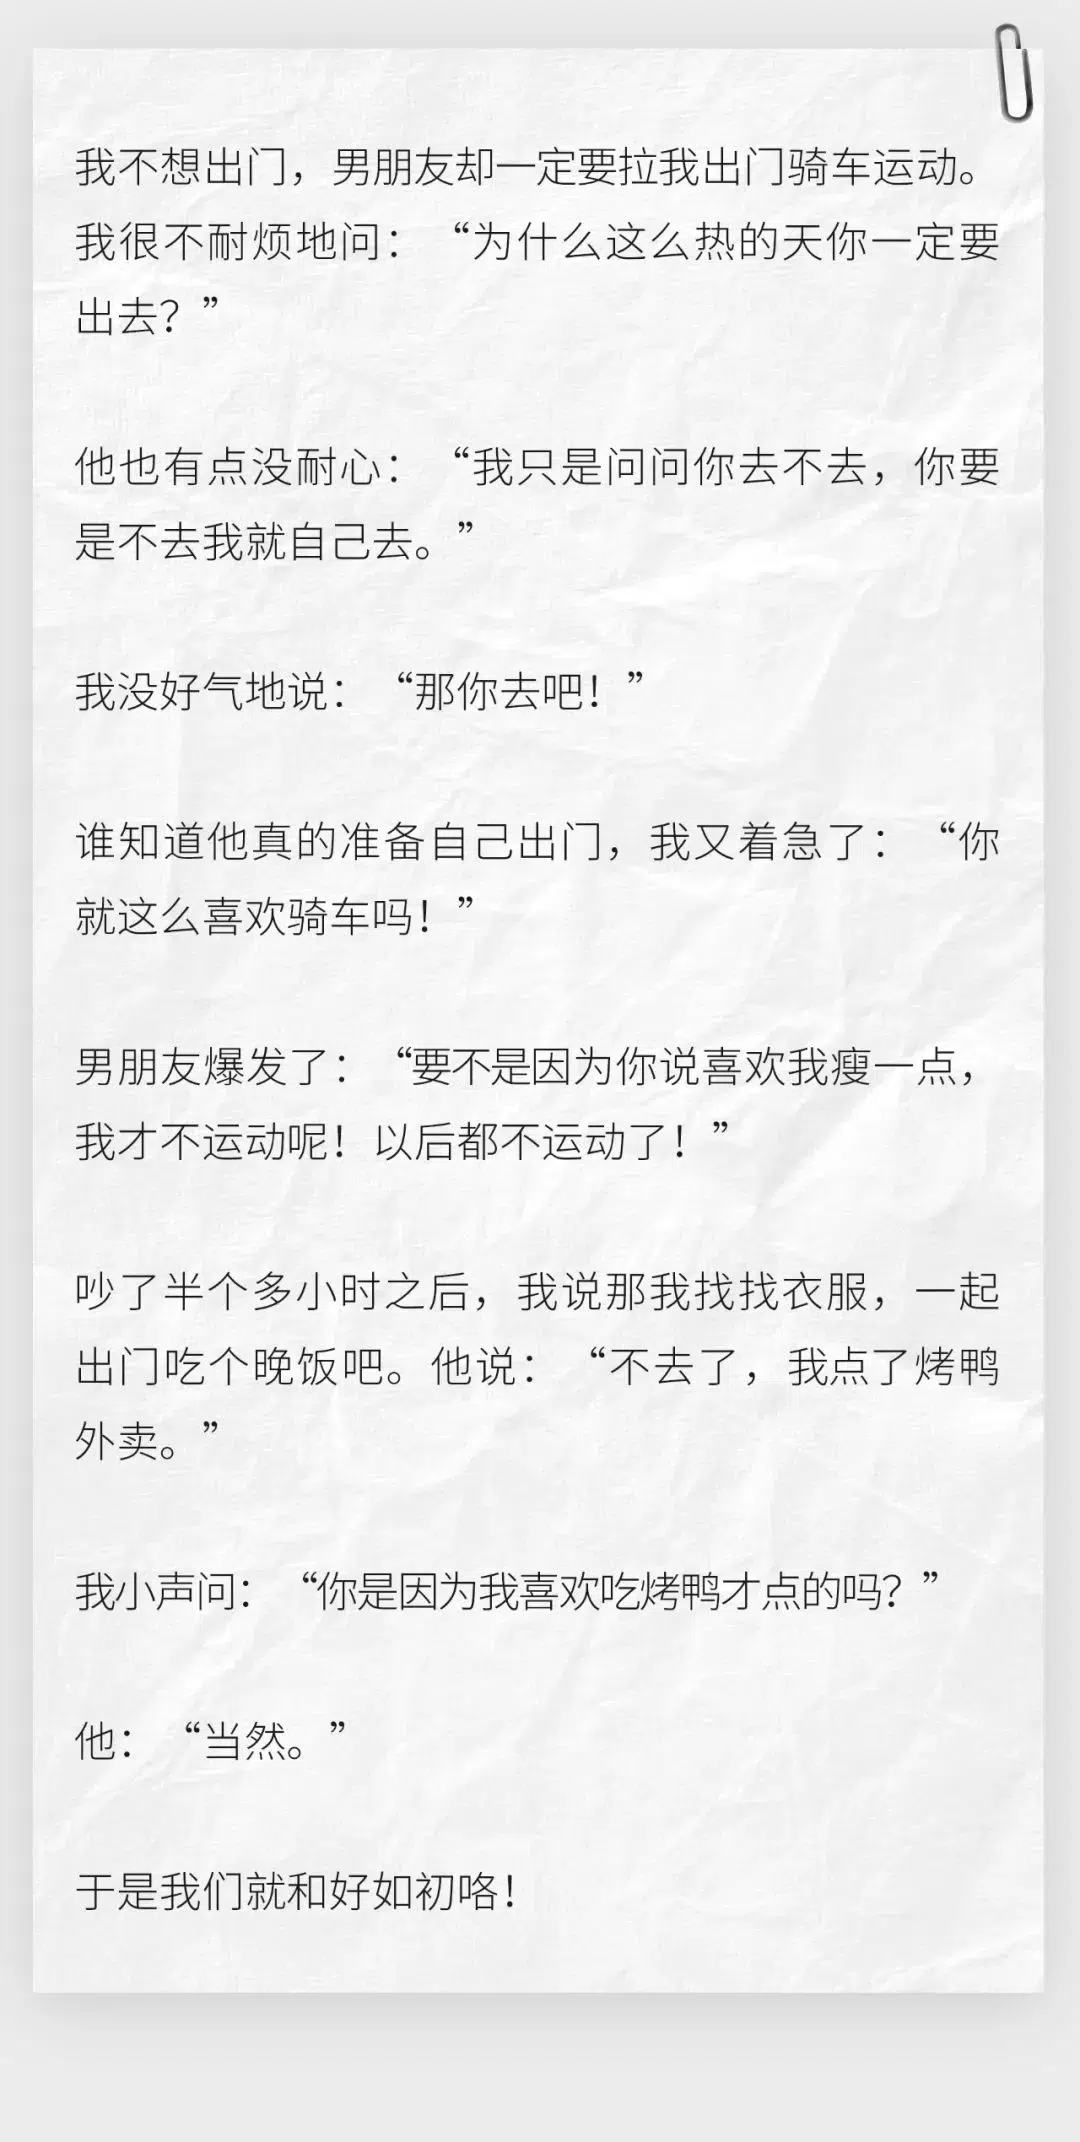 我不想出门，男朋友却一定要拉我出门骑车运动。
我很不耐烦地问：“为什么这么热的天你一定要
出去？”
他也有点没耐心：“我只是问问你去不去，你要
是不去我就自己去。”
我没好气地说：“那你去吧！”
谁知道他真的准备自己出门，我又着急了：“你
就这么喜欢骑车吗！”
男朋友爆发了：“要不是因为你说喜欢我瘦一点，
我才不运动呢！以后都不运动了！”
吵了半个多小时之后，我说那我找找衣服，一起
出门吃个晚饭吧。他说：“不去了，我点了烤鸭
外卖。”
我小声问：“你是因为我喜欢吃烤鸭才点的吗？”
他：“当然。”
于是我们就和好如初咯！